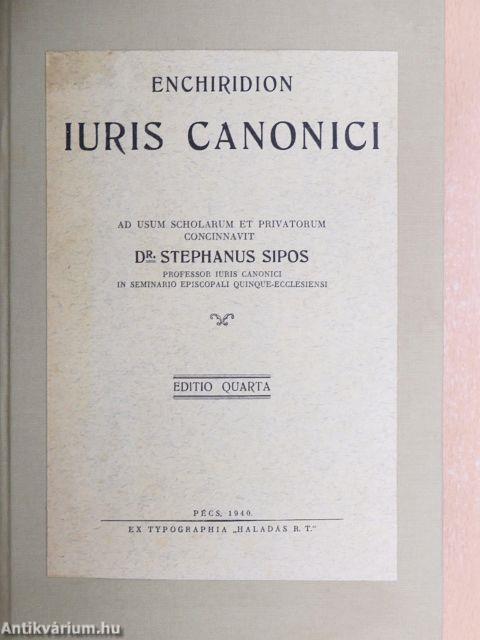 ENCHIRIDION
IURIS CANONICI
AD USUM SCHOLARUM ET PRIVATORUM
CONCINNAVIT
DR. STEPHANUS SIPOS
PROFESSOR IURIS CANONICI
IN SEMINARIO EPISCOPALI QUINQUE-ECCLESIENSI
EDITIO QUARTA
PÉCS, 1940.
EX TYPOGRAPHIA „HALADÁS R. T."
Antikvárium.hu